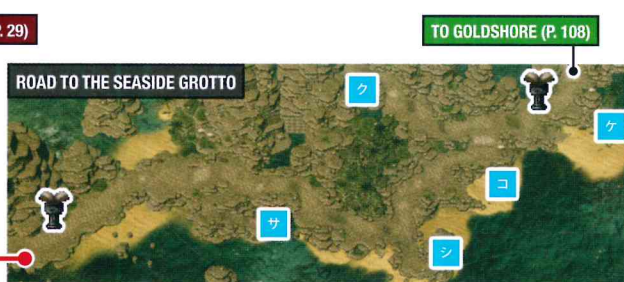 . 29)
TO GOLDSHORE (P. 108)
ROAD TO THE SEASIDE GROTTO
ク
ケ
コ
サ
シ